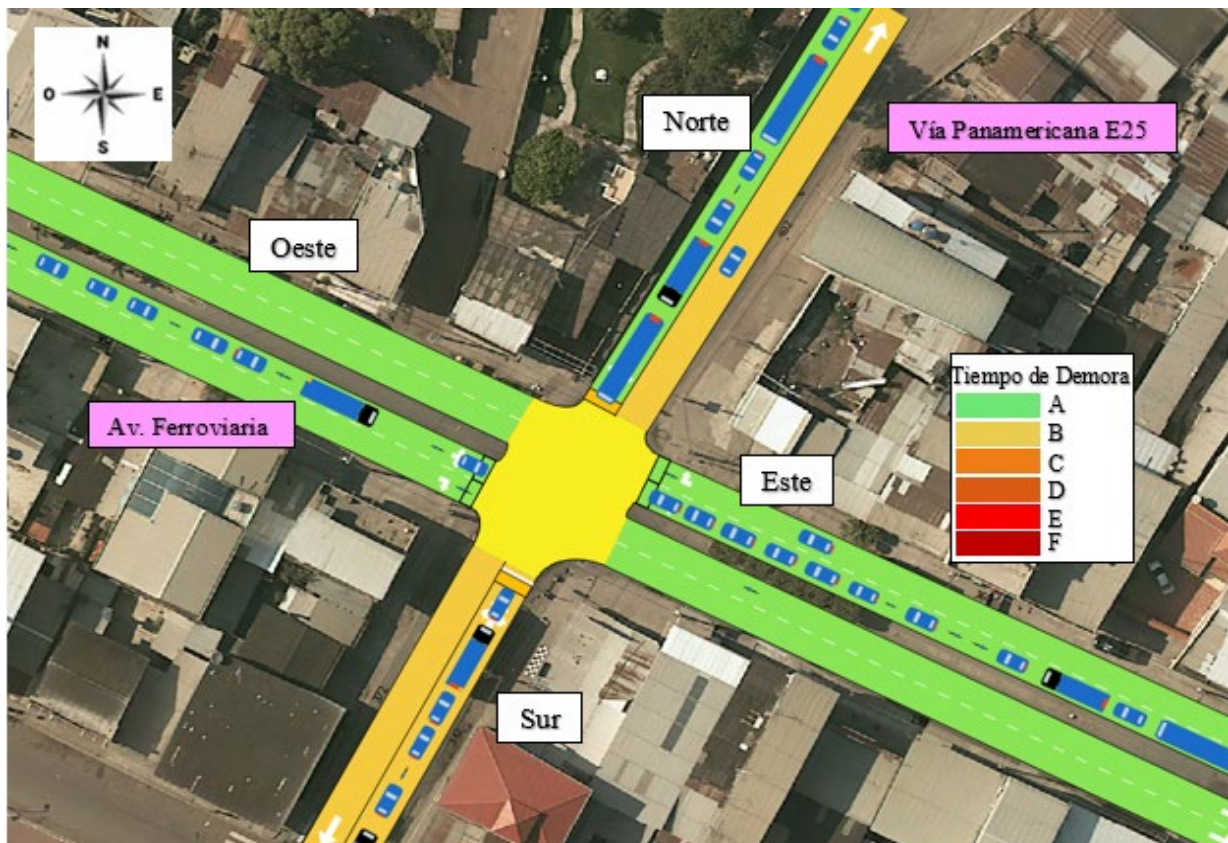 N
O
E
S
Norte
Vía Panamericana E25
Oeste
Tiempo de Demora
A
B
C
D
E
F
Av. Ferroviaria
Este
Sur